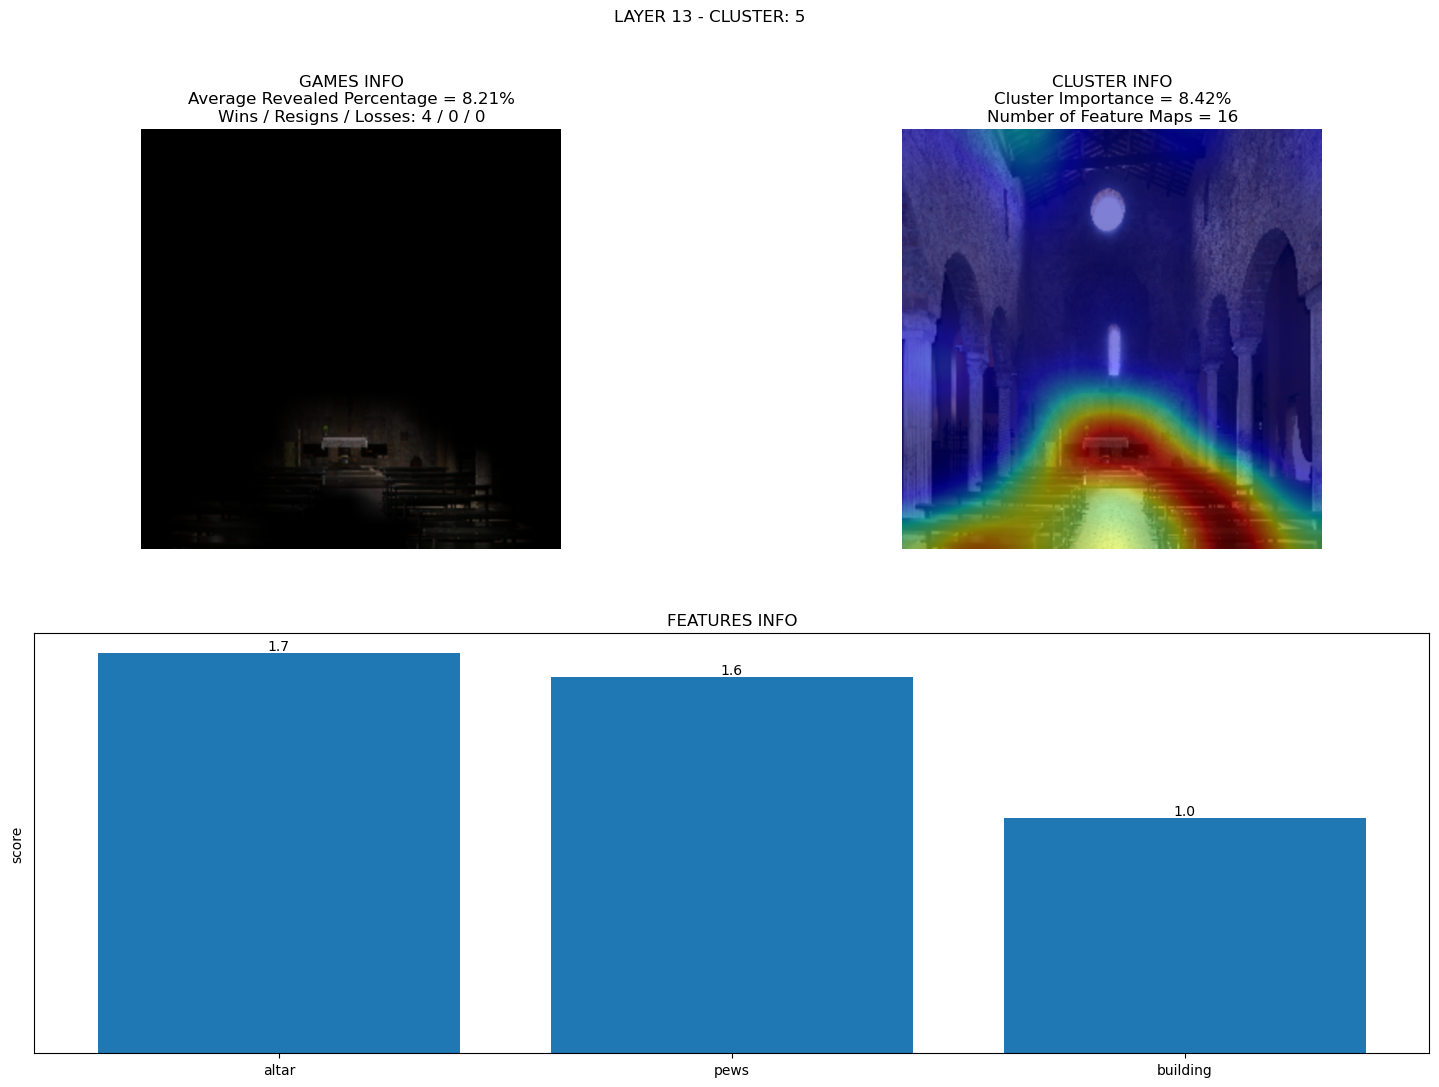 LAYER 13 - CLUSTER: 5
GAMES INFO
Average Revealed Percentage = 8.21%
Wins / Resigns / Losses: 4 / 0 / 0
CLUSTER INFO
Cluster Importance = 8.42%
Number of Feature Maps = 16
FEATURES INFO
score
1.7
1.6
1.0
altar
pews
building